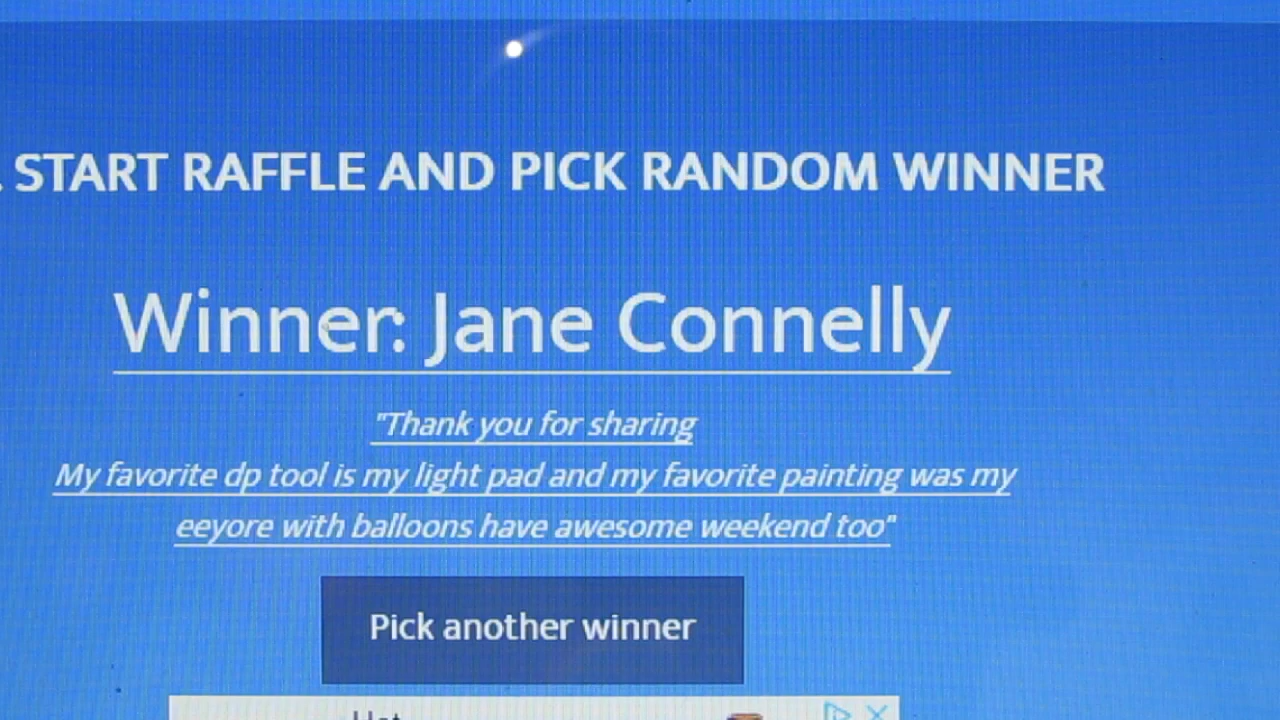 . START RAFFLE AND PICK RANDOM WINNER
Winner: Jane Connelly
"Thank you for sharing
My favorite dp tool is my light pad and my favorite painting was my
eeyore with balloons have awesome weekend too"
Pick another winner